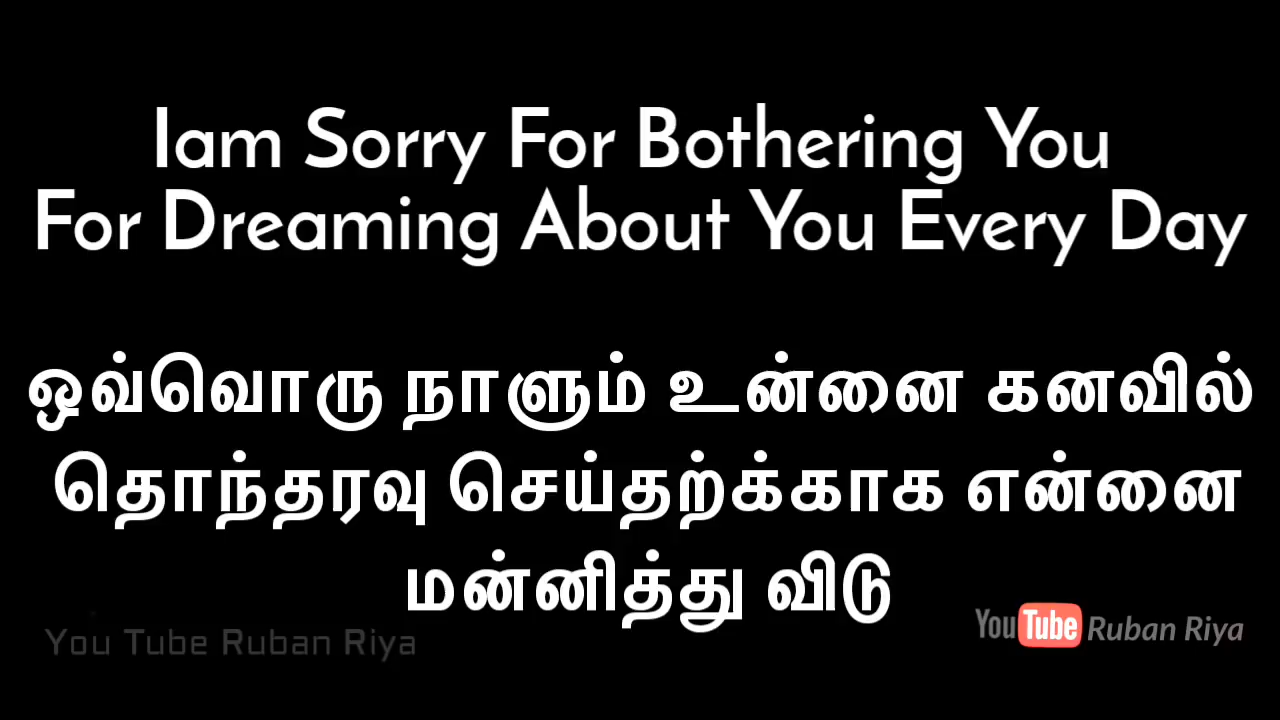 Iam Sorry For Bothering You
For Dreaming About You Every Day
ஒவ்வொரு நாளும் உன்னை கனவில்
தொந்தரவு செய்தற்க்காக என்னை
மன்னித்து விடு
You Tube Ruban Riya
YouTube Ruban Riya